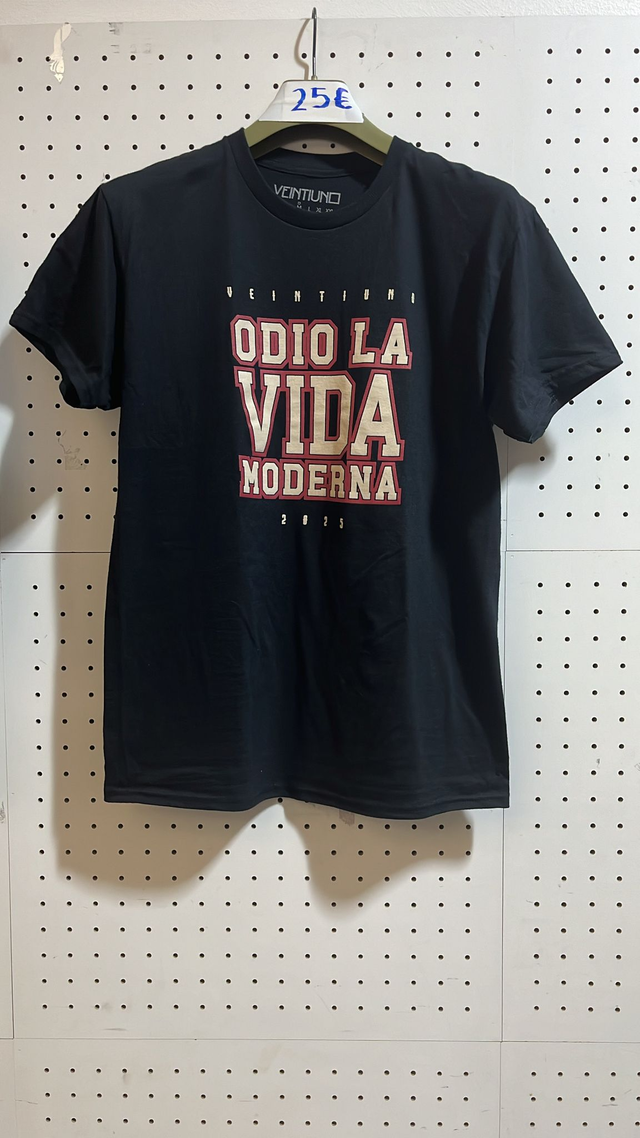 25€
VEINTIUNO
VEINTIUNO
ODIO LA
VIDA
MODERNA
2025